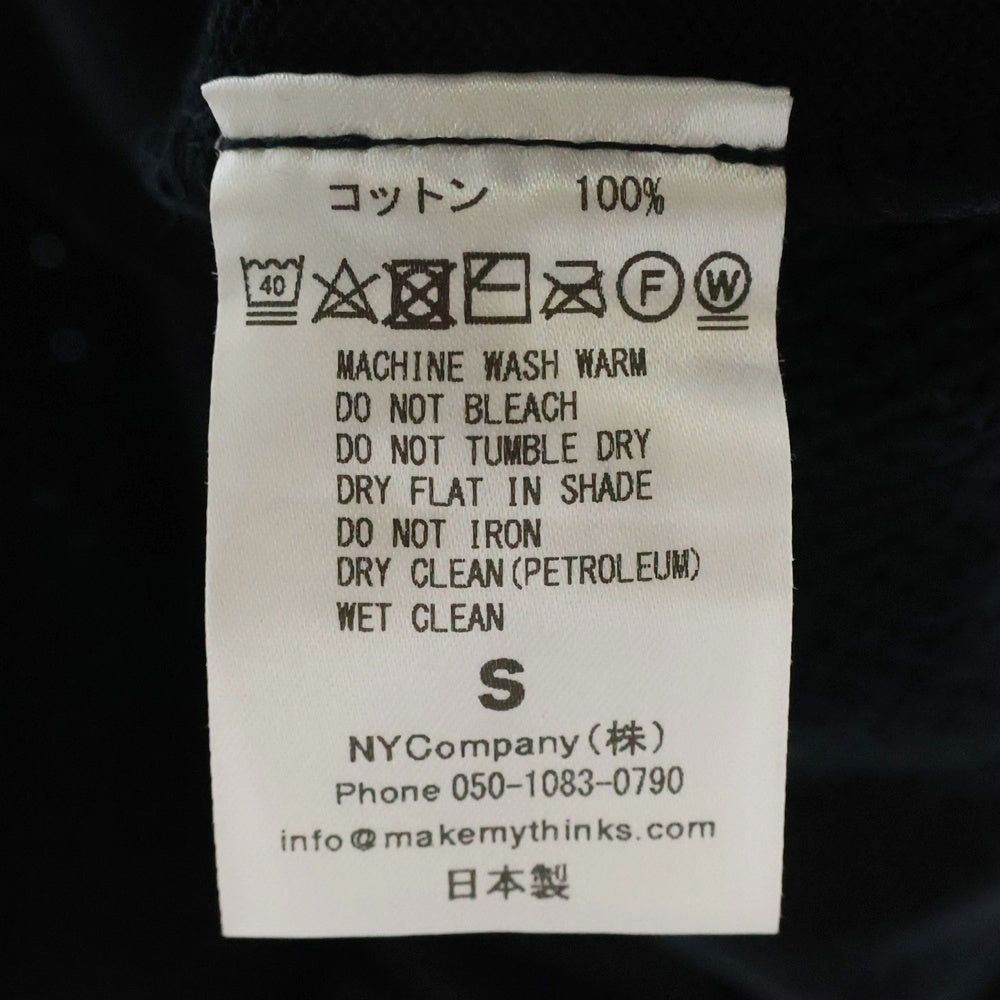 コットン 100%
40 F W
MACHINE WASH WARM
DO NOT BLEACH
DO NOT TUMBLE DRY
DRY FLAT IN SHADE
DO NOT IRON
DRY CLEAN(PETROLEUM)
WET CLEAN
S
NYCompany(株)
Phone 050-1083-0790
info@makemythinks.com
日本製